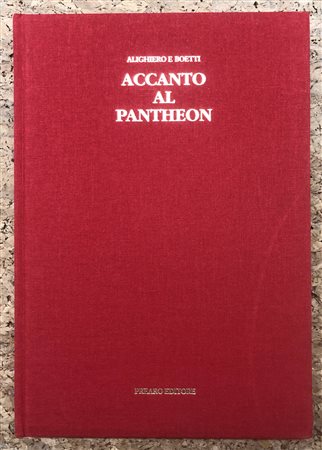 ALIGHIERO E BOETTI
ACCANTO
AL
PANTHEON
PREARO EDITORE